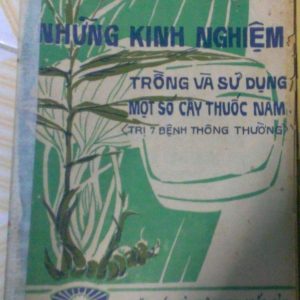 NHỮNG KINH NGHIỆM
TRỒNG VÀ SỬ DỤNG
MỘT SỐ CÂY THUỐC NAM
(TRỊ 7 BỆNH THÔNG THƯỜNG)